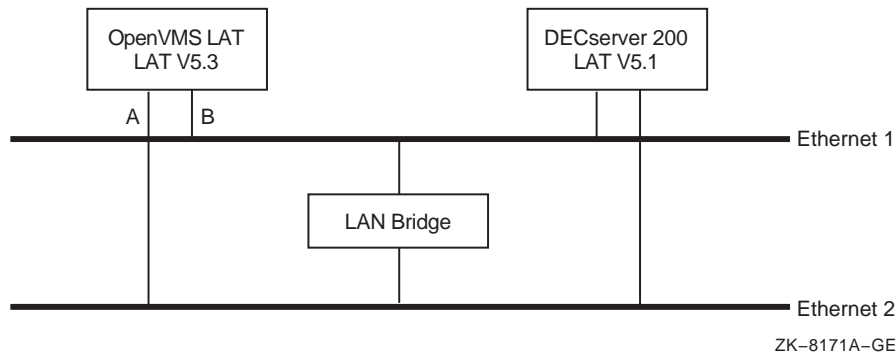 OpenVMS LAT
LAT V5.3
DECserver 200
LAT V5.1
A
B
Ethernet 1
LAN Bridge
Ethernet 2
ZK−8171A−GE